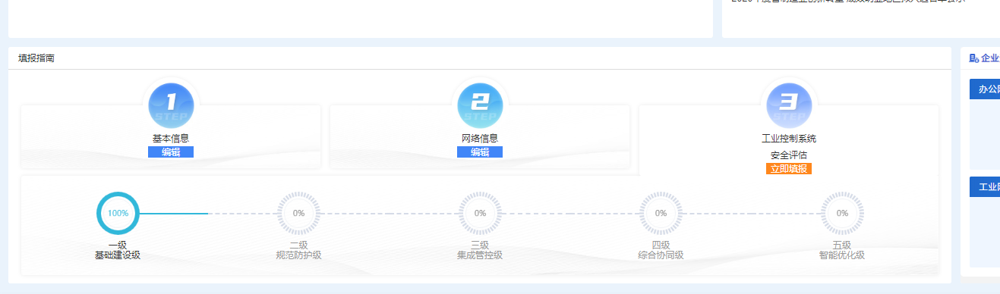 填报指南
企业
1
STEP
基本信息
编辑
2
STEP
网络信息
编辑
3
STEP
工业控制系统
安全评估
立即填报
办公
工业
100%
0%
0%
0%
0%
一级
基础建设级
二级
规范防护级
三级
集成管控级
四级
综合协同级
五级
智能优化级